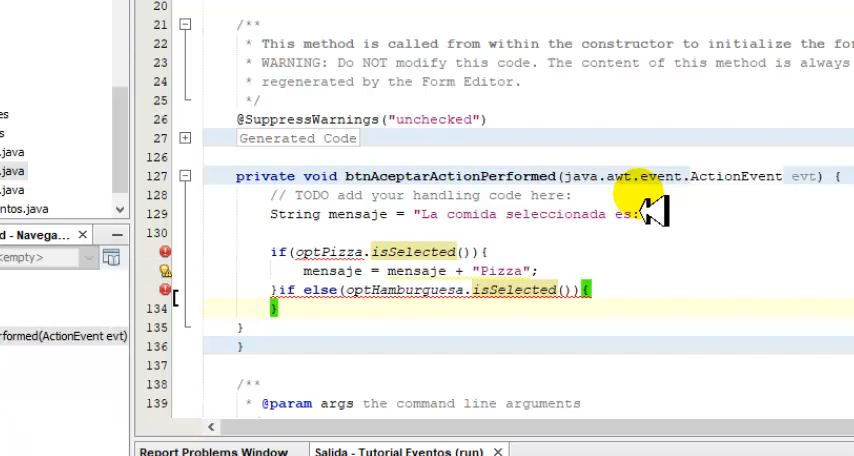 20
21 /**
22 * This method is called from within the constructor to initialize the for
23 * WARNING: Do NOT modify this code. The content of this method is always
24 * regenerated by the Form Editor.
25 */
26 @SuppressWarnings("unchecked")
27 Generated Code
126
127 private void btnAceptarActionPerformed(java.awt.event.ActionEvent evt) {
128 // TODO add your handling code here:
129 String mensaje = "La comida seleccionada es:
130
if(optPizza.isSelected()){
mensaje = mensaje + "Pizza";
}if else(optHamburguesa.isSelected()){
134 }
135 }
136 }
137
138 /**
139 * @param args the command line arguments
es
s
.java
.java
.java
ntos.java
d - Navega...
<empty>
rformed(ActionEvent evt)
Report Problems Window
Salida - Tutorial Eventos (run)